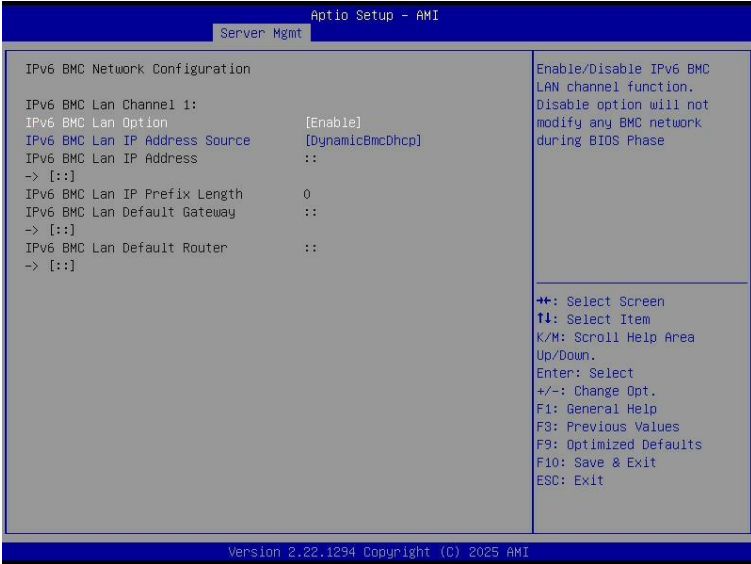 Aptio Setup - AMI
Server Mgmt
IPv6 BMC Network Configuration
IPv6 BMC Lan Channel 1:
IPv6 BMC Lan Option [Enable]
IPv6 BMC Lan IP Address Source [DynamicBmcDhcp]
IPv6 BMC Lan IP Address ::
-> [::]
IPv6 BMC Lan IP Prefix Length 0
IPv6 BMC Lan Default Gateway ::
-> [::]
IPv6 BMC Lan Default Router ::
-> [::]
Enable/Disable IPv6 BMC
LAN channel function.
Disable option will not
modify any BMC network
during BIOS Phase
→←: Select Screen
↑↓: Select Item
K/M: Scroll Help Area
Up/Down.
Enter: Select
+/-: Change Opt.
F1: General Help
F3: Previous Values
F9: Optimized Defaults
F10: Save & Exit
ESC: Exit
Version 2.22.1294 Copyright (C) 2025 AMI